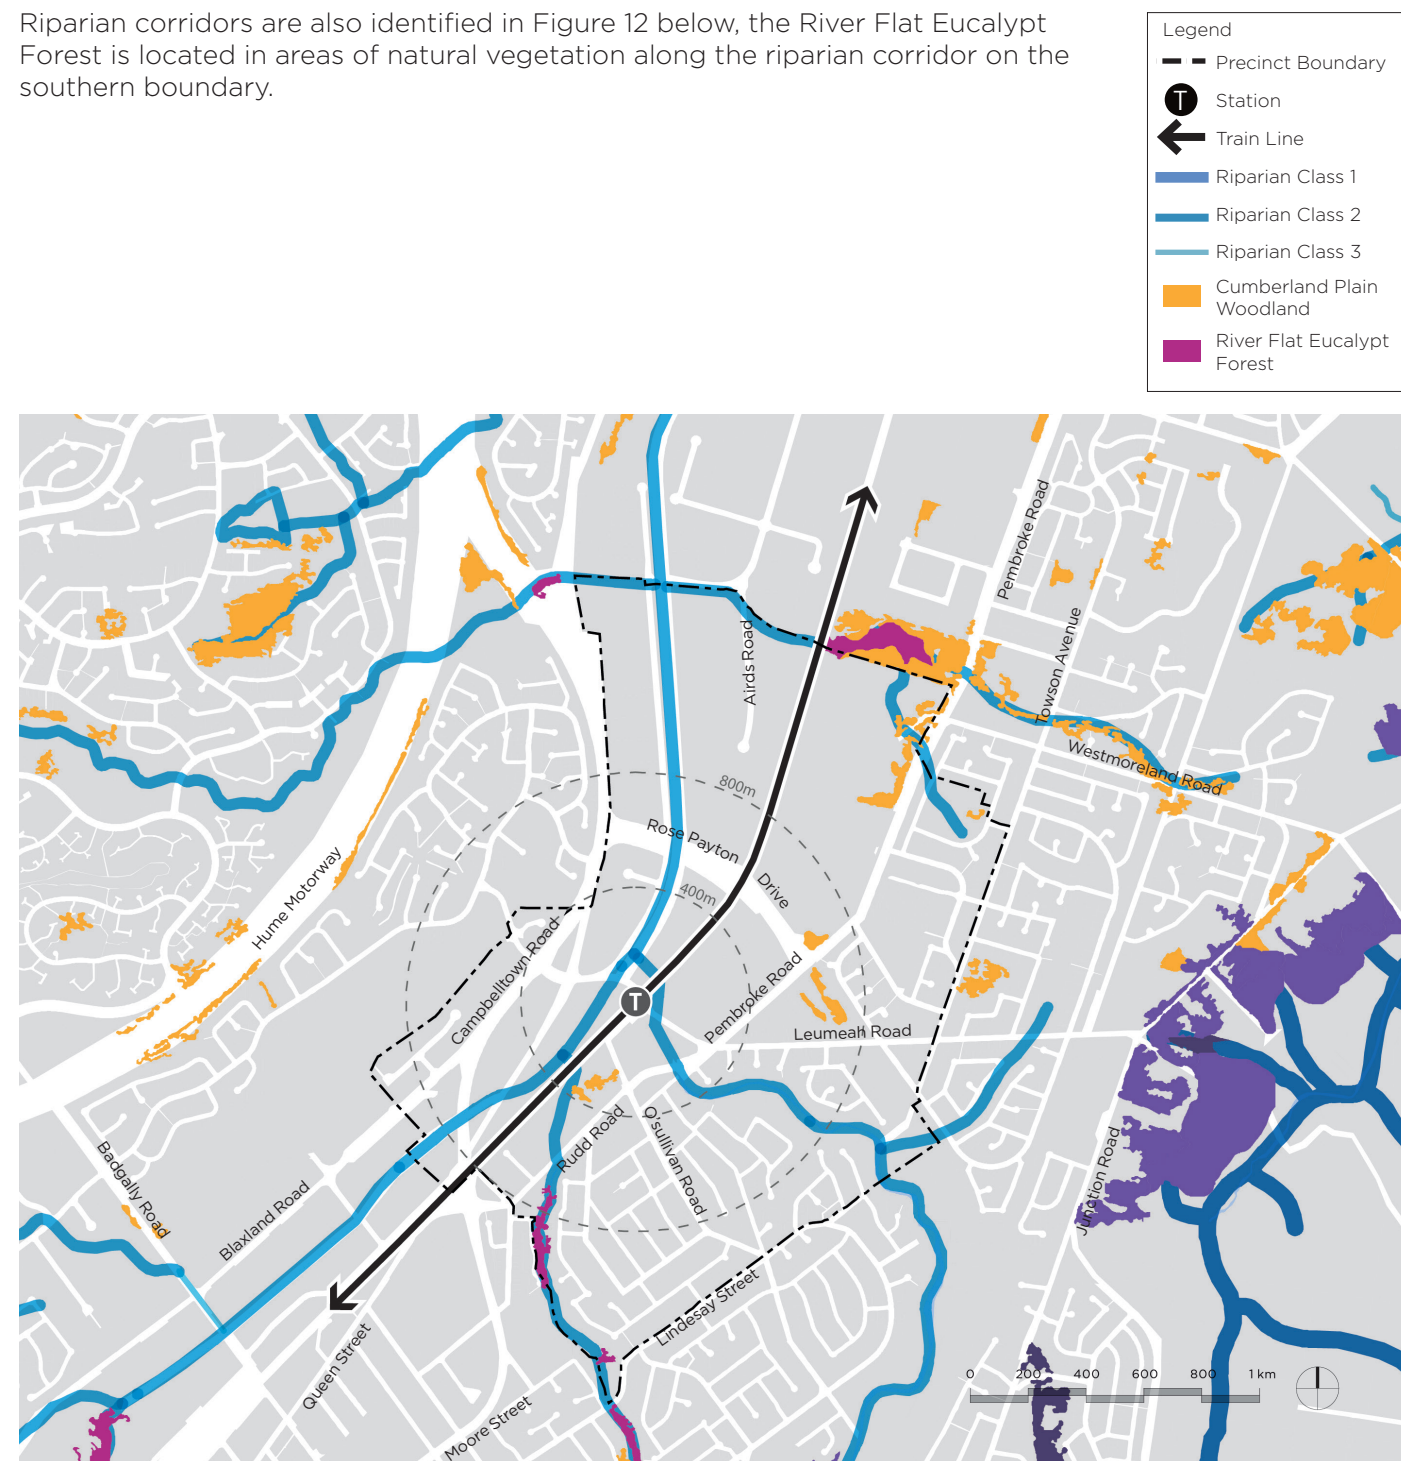 Riparian corridors are also identified in Figure 12 below, the River Flat Eucalypt
Forest is located in areas of natural vegetation along the riparian corridor on the
southern boundary.
Legend
Precinct Boundary
T
Station
Train Line
Riparian Class 1
Riparian Class 2
Riparian Class 3
Cumberland Plain
Woodland
River Flat Eucalypt
Forest
Pembroke Road
Airds Road
Towson Avenue
Westmoreland Road
800m
Rose Payton
Drive
400m
Hume Motorway
Campbelltown Road
T
Pembroke Road
Leumeah Road
Rudd Road
O'sullivan Road
Badgally Road
Blaxland Road
Junction Road
Lindesay Street
Queen Street
Moore Street
0 200 400 600 800 1 km